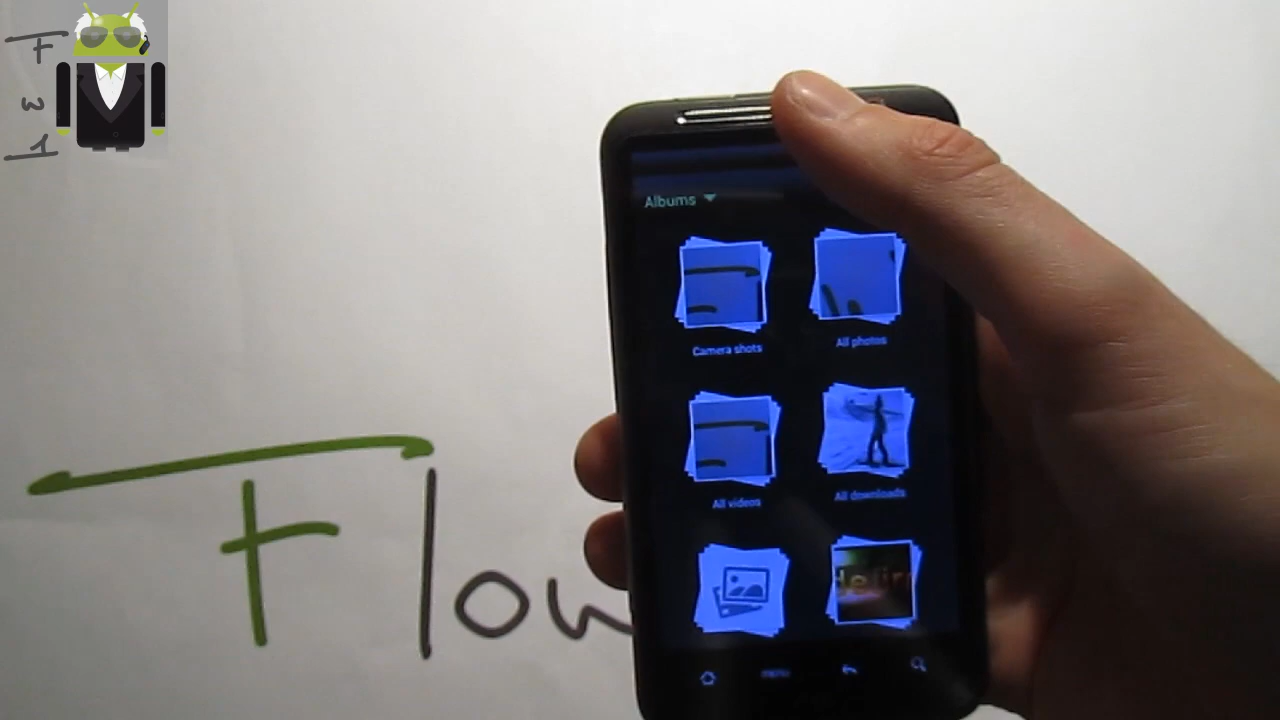 F
w
1
Albums
Camera shots
All photos
All videos
All downloads
menu
Flow